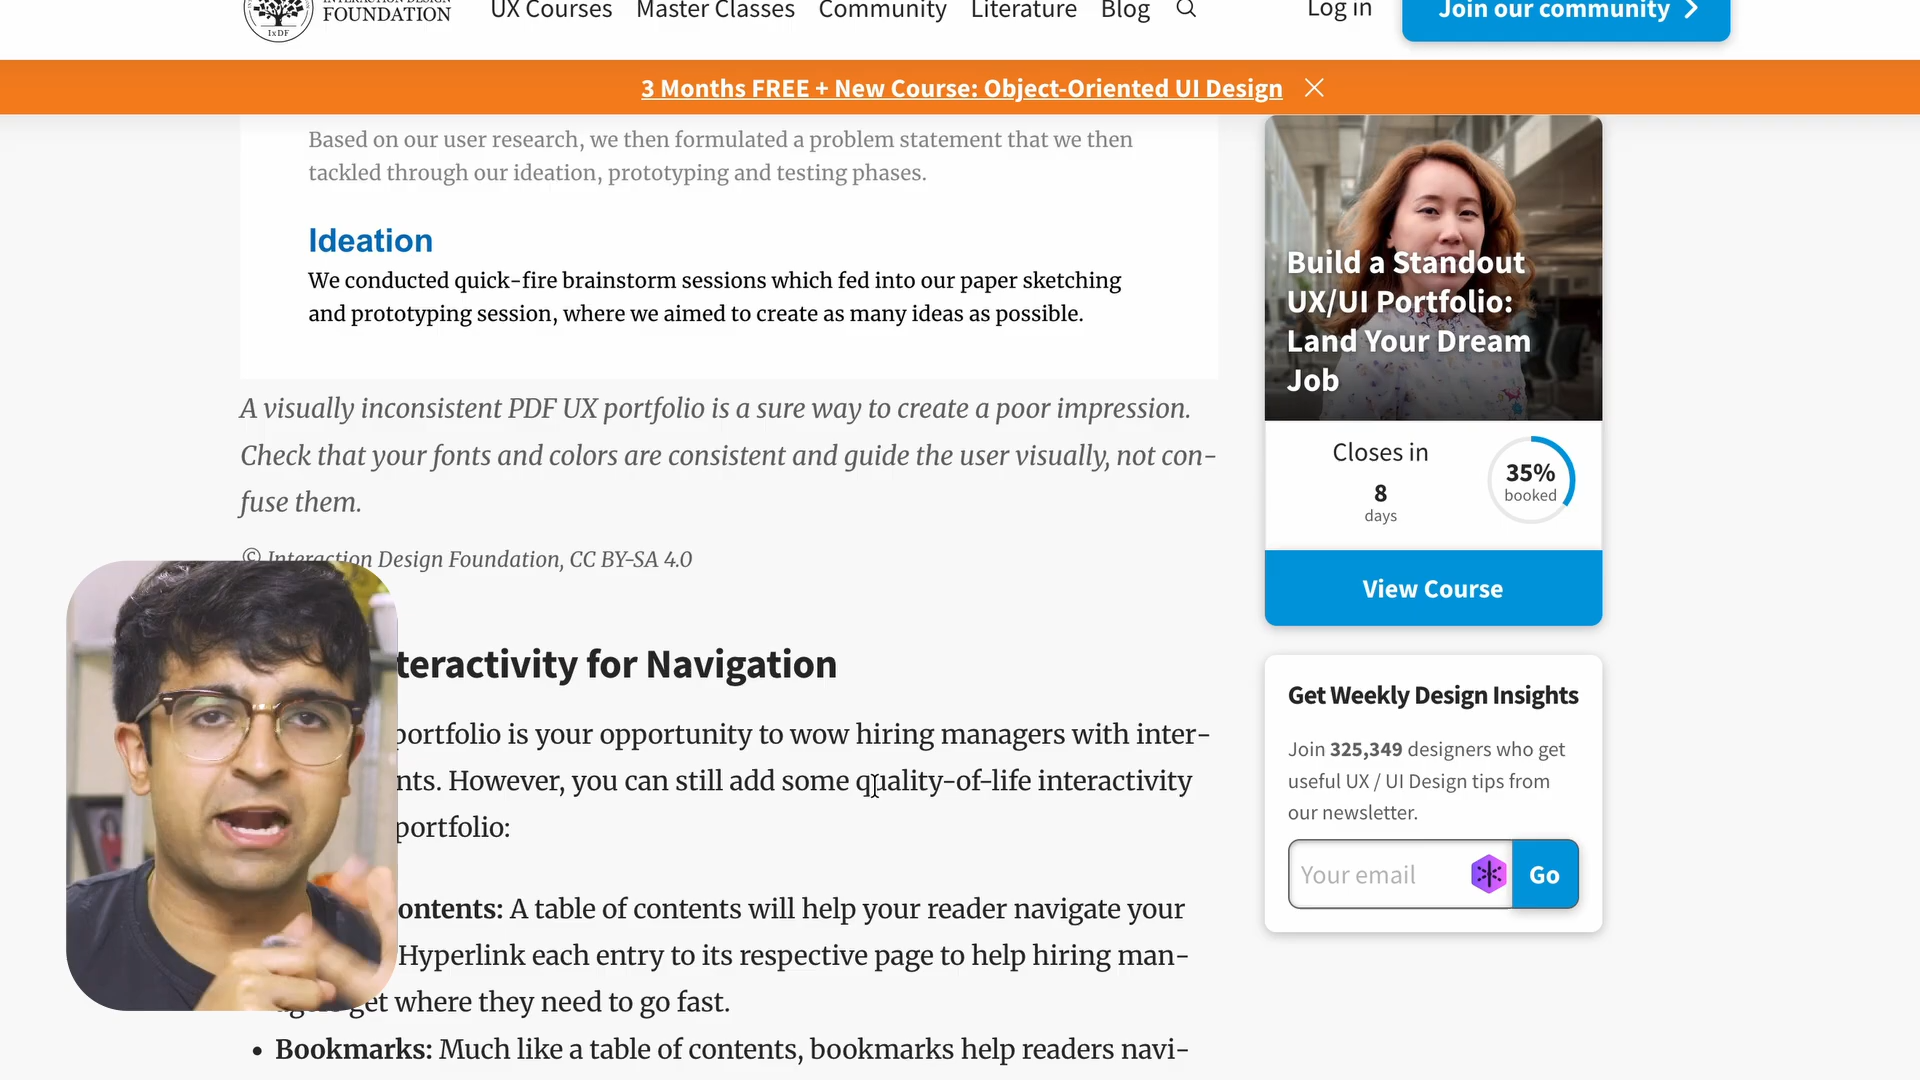 FOUNDATION
IxDF
UX Courses
Master Classes
Community
Literature
Blog
Log in
Join our community
3 Months FREE + New Course: Object-Oriented UI Design
Based on our user research, we then formulated a problem statement that we then
tackled through our ideation, prototyping and testing phases.
Ideation
We conducted quick-fire brainstorm sessions which fed into our paper sketching
and prototyping session, where we aimed to create as many ideas as possible.
A visually inconsistent PDF UX portfolio is a sure way to create a poor impression.
Check that your fonts and colors are consistent and guide the user visually, not con-
fuse them.
© Interaction Design Foundation, CC BY-SA 4.0
teractivity for Navigation
portfolio is your opportunity to wow hiring managers with inter-
nts. However, you can still add some quality-of-life interactivity
portfolio:
ontents: A table of contents will help your reader navigate your
Hyperlink each entry to its respective page to help hiring man-
get where they need to go fast.
• Bookmarks: Much like a table of contents, bookmarks help readers navi-
Build a Standout
UX/UI Portfolio:
Land Your Dream
Job
Closes in
8
days
35%
booked
View Course
Get Weekly Design Insights
Join 325,349 designers who get
useful UX / UI Design tips from
our newsletter.
Your email
Go